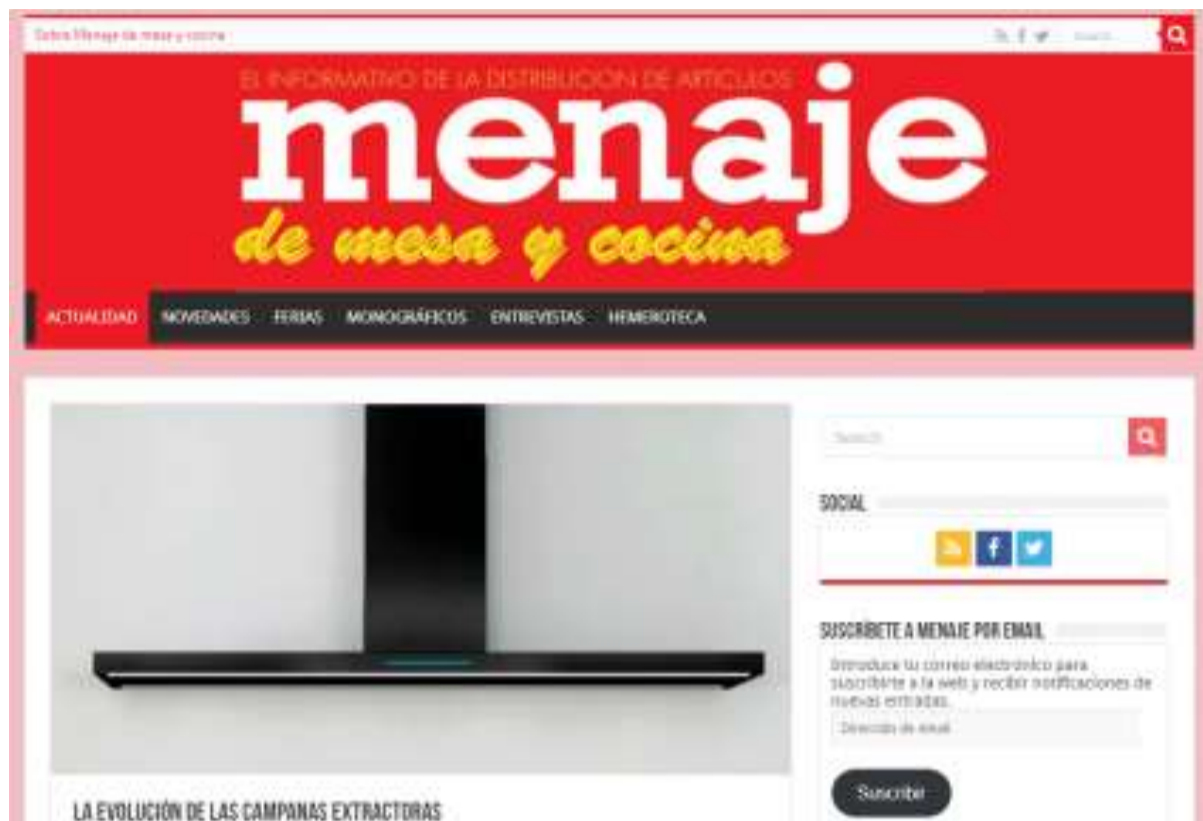 Sobre Menaje de mesa y cocina
Search
EL INFORMATIVO DE LA DISTRIBUCIÓN DE ARTÍCULOS
menaje
de mesa y cocina
ACTUALIDAD NOVEDADES FERIAS MONOGRÁFICOS ENTREVISTAS HEMEROTECA
Search
SOCIAL
SUSCRÍBETE A MENAJE POR EMAIL
Introduce tu correo electrónico para
suscribirte a la web y recibir notificaciones de
nuevas entradas.
Dirección de email
Suscribir
LA EVOLUCIÓN DE LAS CAMPANAS EXTRACTORAS